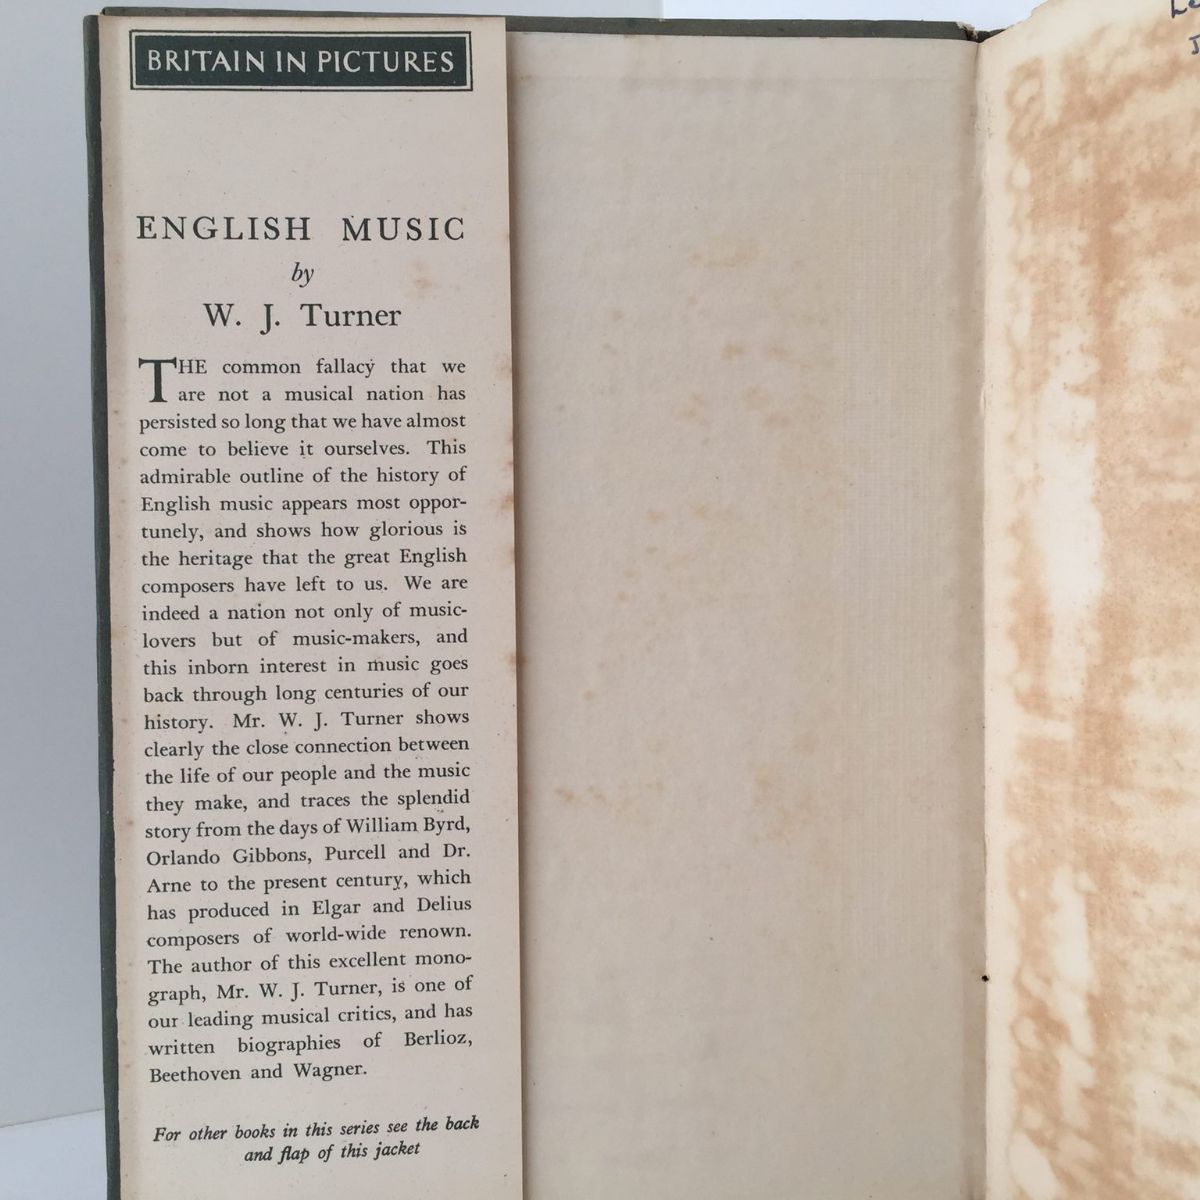 BRITAIN IN PICTURES
ENGLISH MUSIC
by
W. J. Turner
THE common fallacy that we
are not a musical nation has
persisted so long that we have almost
come to believe it ourselves. This
admirable outline of the history of
English music appears most oppor-
tunely, and shows how glorious is
the heritage that the great English
composers have left to us. We are
indeed a nation not only of music-
lovers but of music-makers, and
this inborn interest in music goes
back through long centuries of our
history. Mr. W. J. Turner shows
clearly the close connection between
the life of our people and the music
they make, and traces the splendid
story from the days of William Byrd,
Orlando Gibbons, Purcell and Dr.
Arne to the present century, which
has produced in Elgar and Delius
composers of world-wide renown.
The author of this excellent mono-
graph, Mr. W. J. Turner, is one of
our leading musical critics, and has
written biographies of Berlioz,
Beethoven and Wagner.
For other books in this series see the back
and flap of this jacket